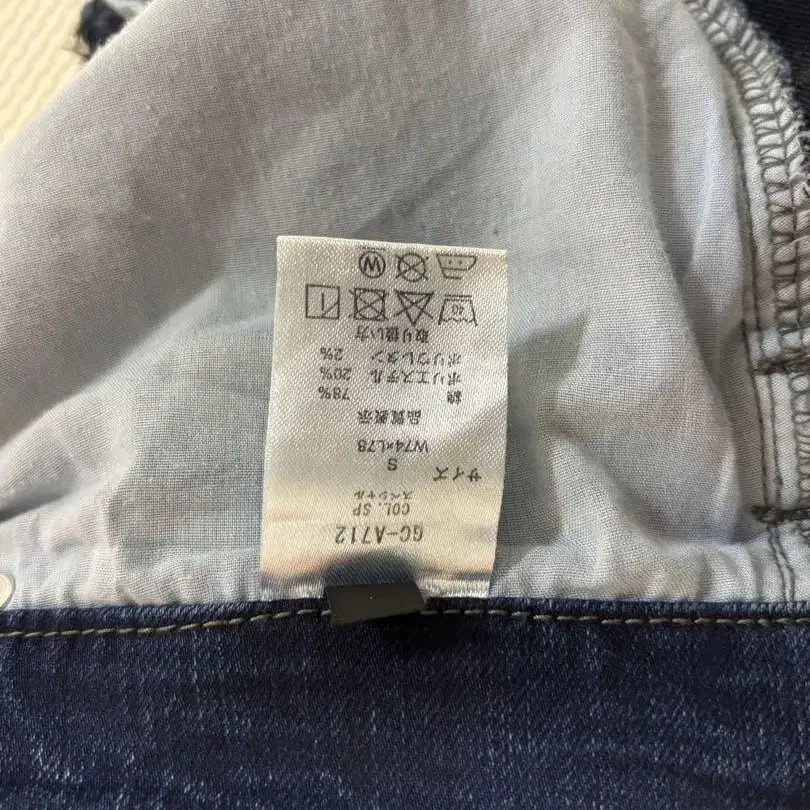 GC-A712
COL. SP
スペシャル
サイズ
S
W74×L78
品質表示
綿 78%
ポリエステル 20%
ポリウレタン 2%
取り扱い方
40
W